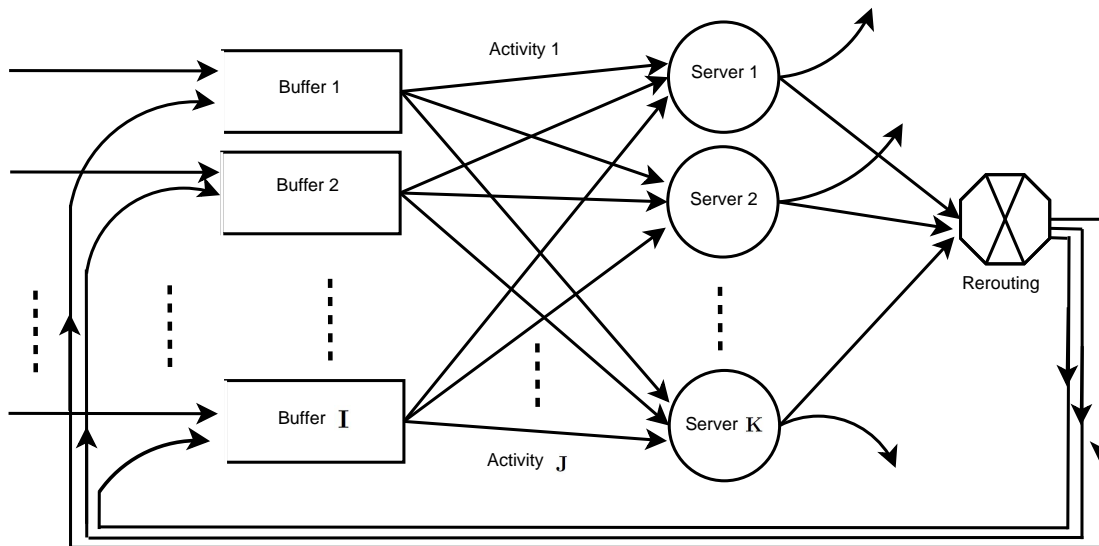 Activity 1
Buffer 1
Server 1
Buffer 2
Server 2
Rerouting
Buffer I
Server K
Activity J